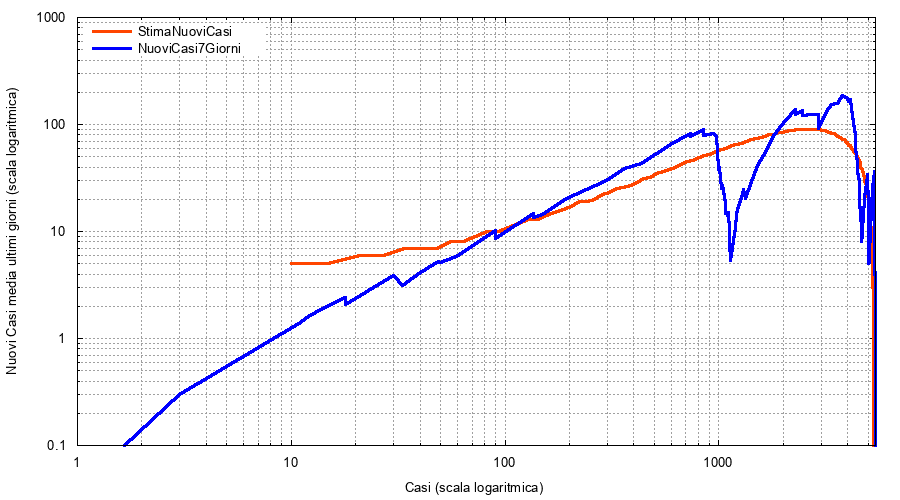 1000
100
10
1
0.1
StimaNuoviCasi
NuoviCasi7Giorni
Nuovi Casi media ultimi giorni (scala logaritmica)
1 10 100 1000
Casi (scala logaritmica)